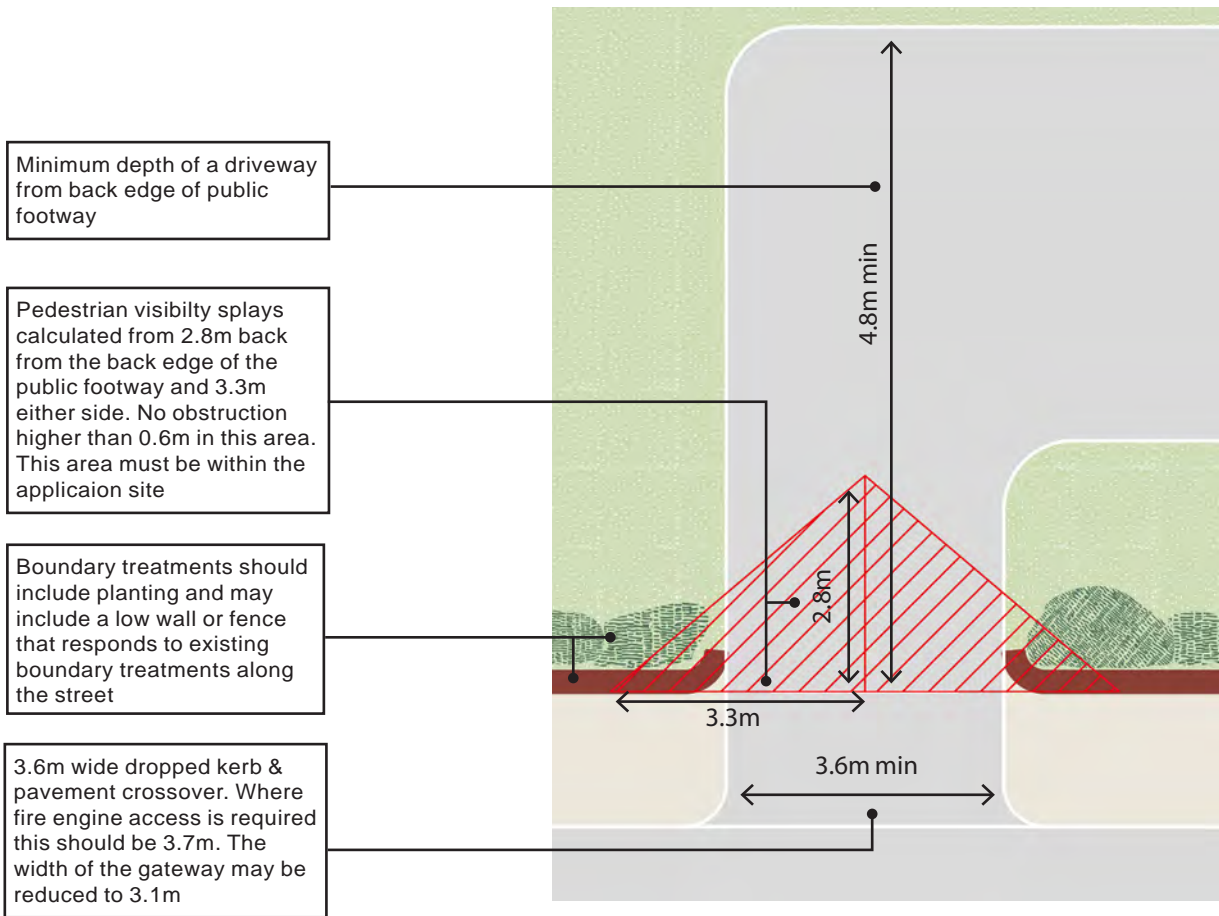 Minimum depth of a driveway
from back edge of public
footway
Pedestrian visibilty splays
calculated from 2.8m back
from the back edge of the
public footway and 3.3m
either side. No obstruction
higher than 0.6m in this area.
This area must be within the
applicaion site
Boundary treatments should
include planting and may
include a low wall or fence
that responds to existing
boundary treatments along
the street
3.6m wide dropped kerb &
pavement crossover. Where
fire engine access is required
this should be 3.7m. The
width of the gateway may be
reduced to 3.1m
4.8m min
2.8m
3.3m
3.6m min